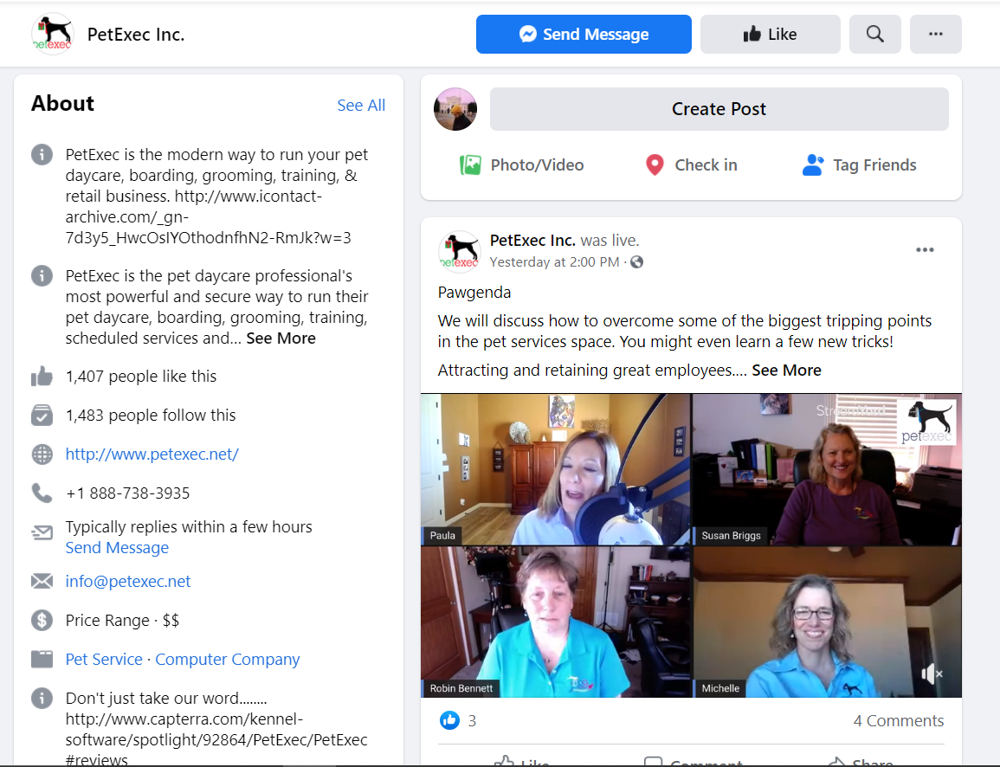 petexec
PetExec Inc.
Send Message
Like
About
See All
PetExec is the modern way to run your pet
daycare, boarding, grooming, training, &
retail business. http://www.icontact-
archive.com/_gn-
7d3y5_HwcOsIYOthodnfhN2-RmJk?w=3
PetExec is the pet daycare professional's
most powerful and secure way to run their
pet daycare, boarding, grooming, training,
scheduled services and... See More
1,407 people like this
1,483 people follow this
http://www.petexec.net/
+1 888-738-3935
Typically replies within a few hours
Send Message
info@petexec.net
Price Range · $$
Pet Service · Computer Company
Don't just take our word........
http://www.capterra.com/kennel-
software/spotlight/92864/PetExec/PetExec
#reviews
Create Post
Photo/Video
Check in
Tag Friends
petexec
PetExec Inc. was live.
Yesterday at 2:00 PM ·
Pawgenda
We will discuss how to overcome some of the biggest tripping points
in the pet services space. You might even learn a few new tricks!
Attracting and retaining great employees.... See More
StreamYard
petexec
Paula
Susan Briggs
Robin Bennett
Michelle
3
4 Comments
Like
Comment
Share